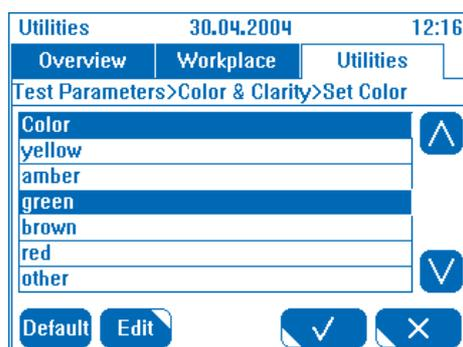 Utilities 30.04.2004 12:16
Overview Workplace Utilities
Test Parameters>Color & Clarity>Set Color
Color
yellow
amber
green
brown
red
other
Default Edit